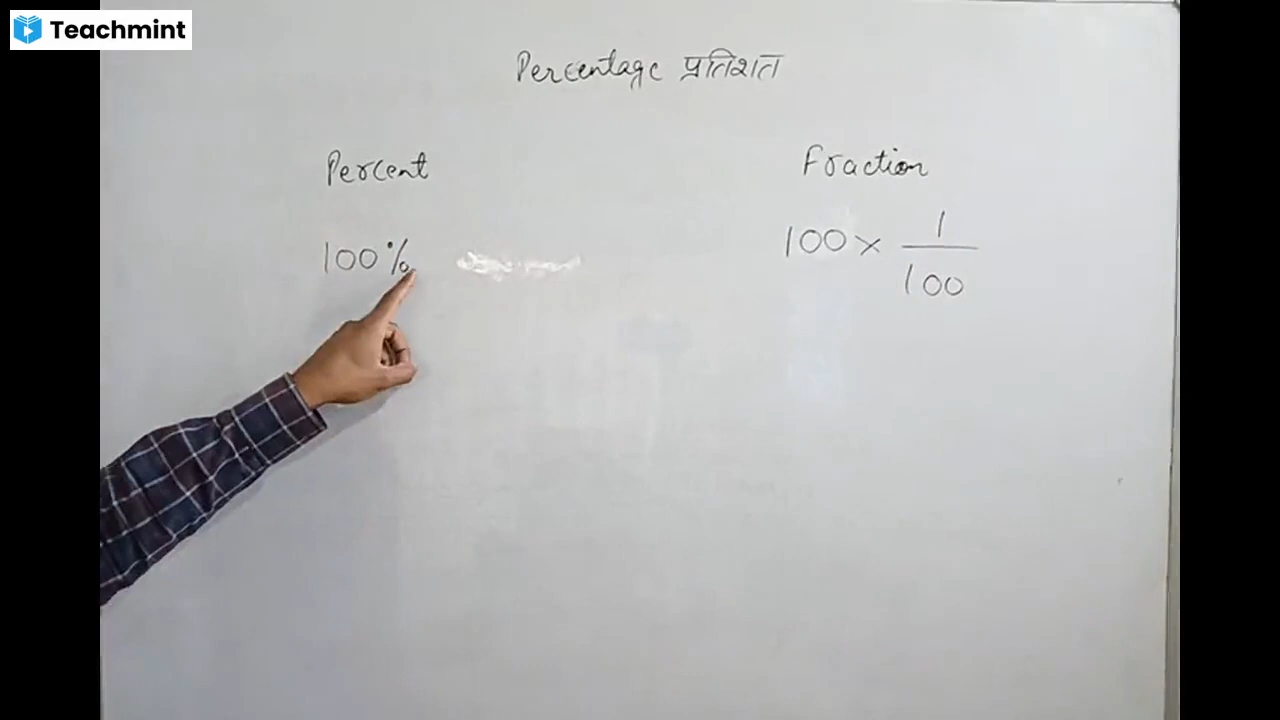 Teachmint
Percentage प्रतिशत
Percent
Fraction
100%
100 × 1/100